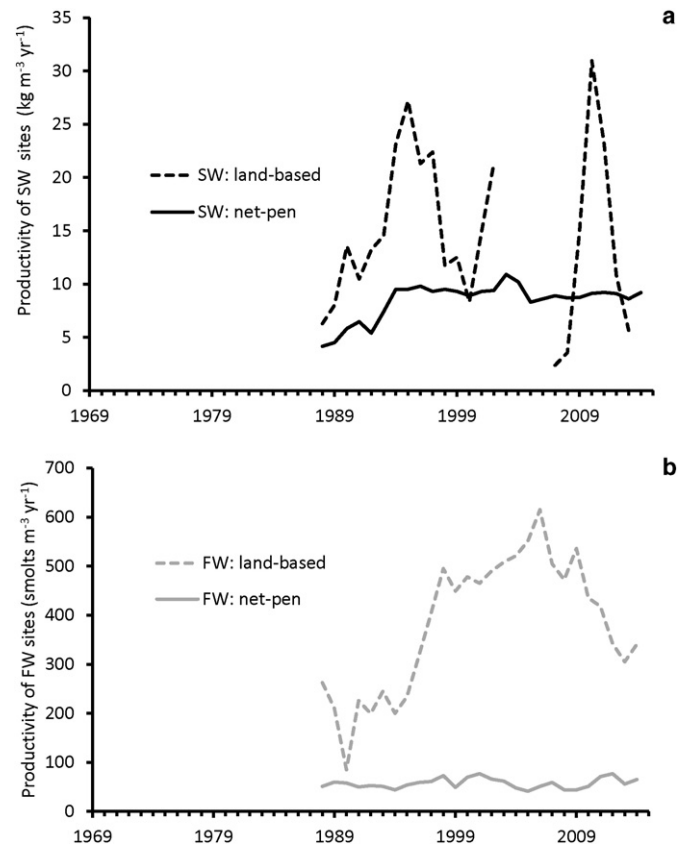 a
Productivity of SW sites (kg m⁻³ yr⁻¹)
35
30
25
20
15
10
5
0
SW: land-based
SW: net-pen
1969 1979 1989 1999 2009
b
Productivity of FW sites (smolts m⁻³ yr⁻¹)
700
600
500
400
300
200
100
0
FW: land-based
FW: net-pen
1969 1979 1989 1999 2009